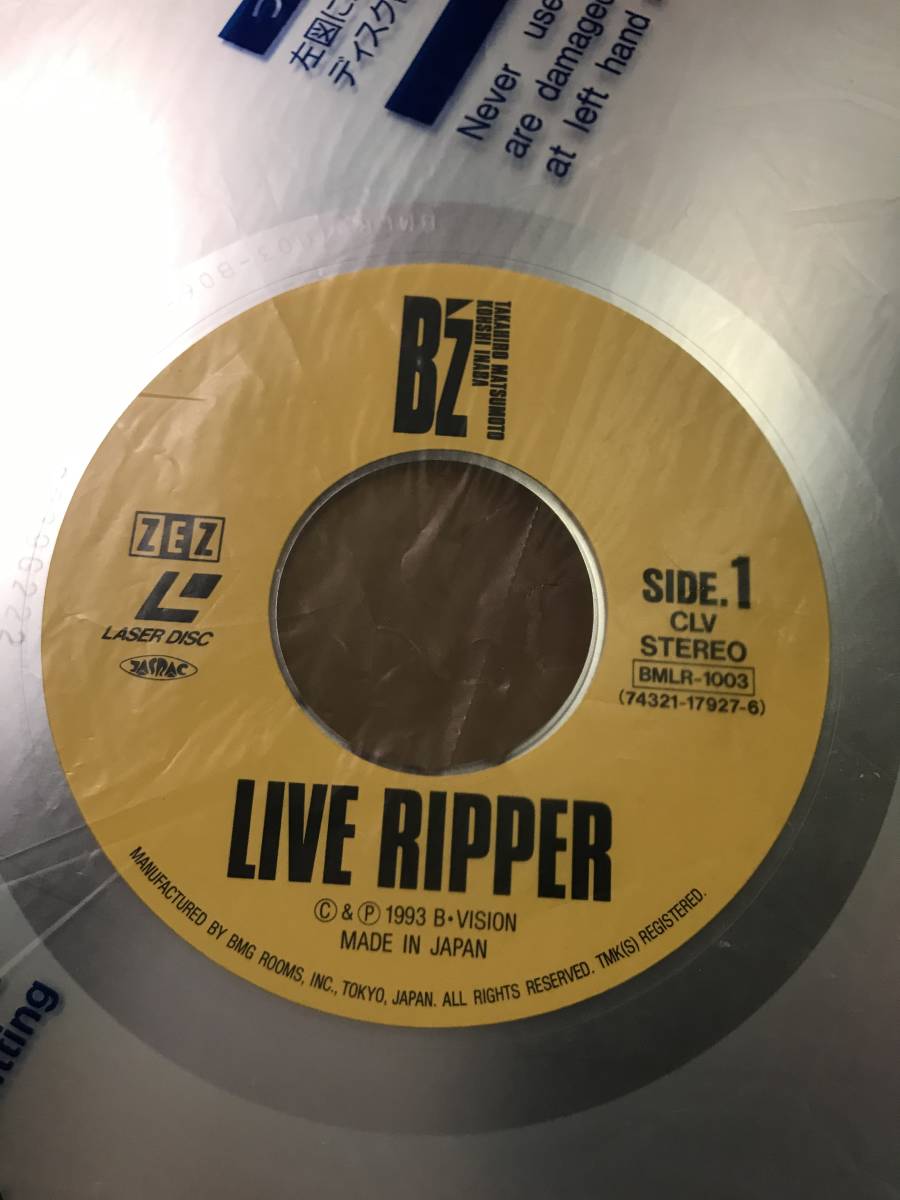 左図に
ディスク
Never use
are damaged
at left hand
B'z
TAKAHIRO MATSUMOTO
KOHSHI INABA
ZEZ
LASER DISC
JASRAC
SIDE.1
CLV
STEREO
BMLR-1003
(74321-17927-6)
LIVE RIPPER
Ⓒ & Ⓟ 1993 B・VISION
MADE IN JAPAN
MANUFACTURED BY BMG ROOMS, INC., TOKYO, JAPAN. ALL RIGHTS RESERVED. TMK(S) REGISTERED.